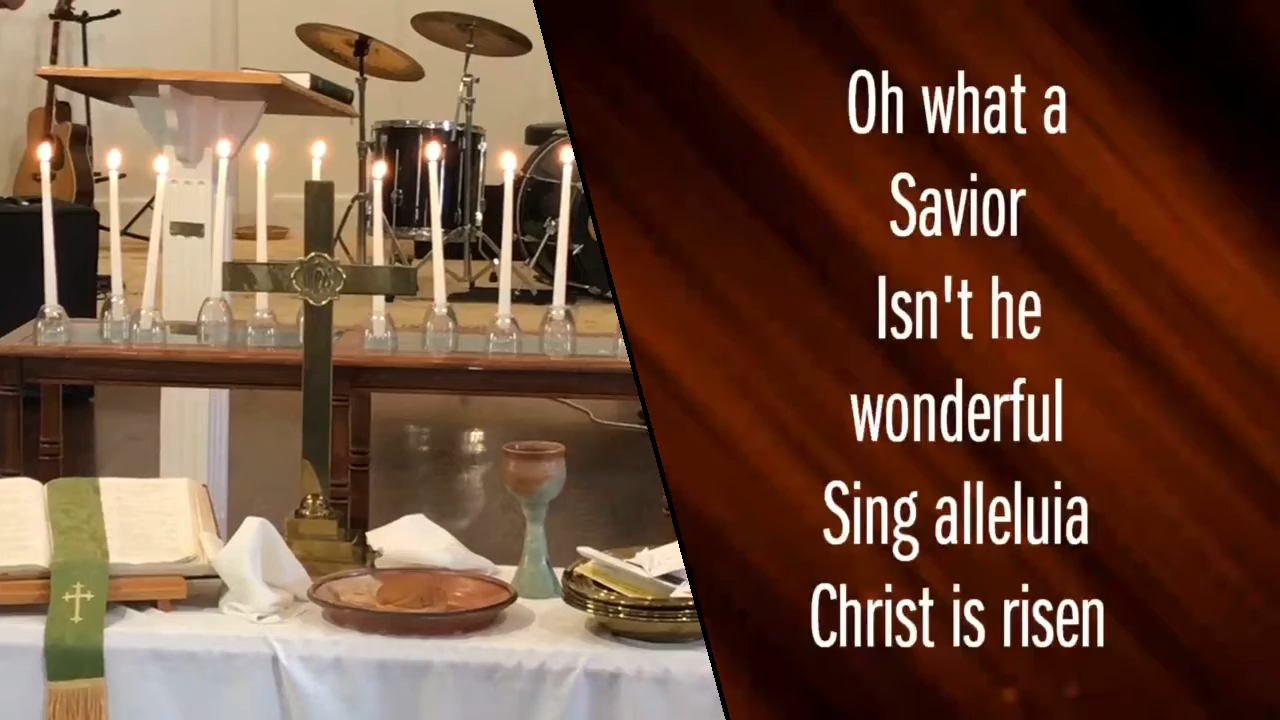 Oh what a
Savior
Isn't he
wonderful
Sing alleluia
Christ is risen